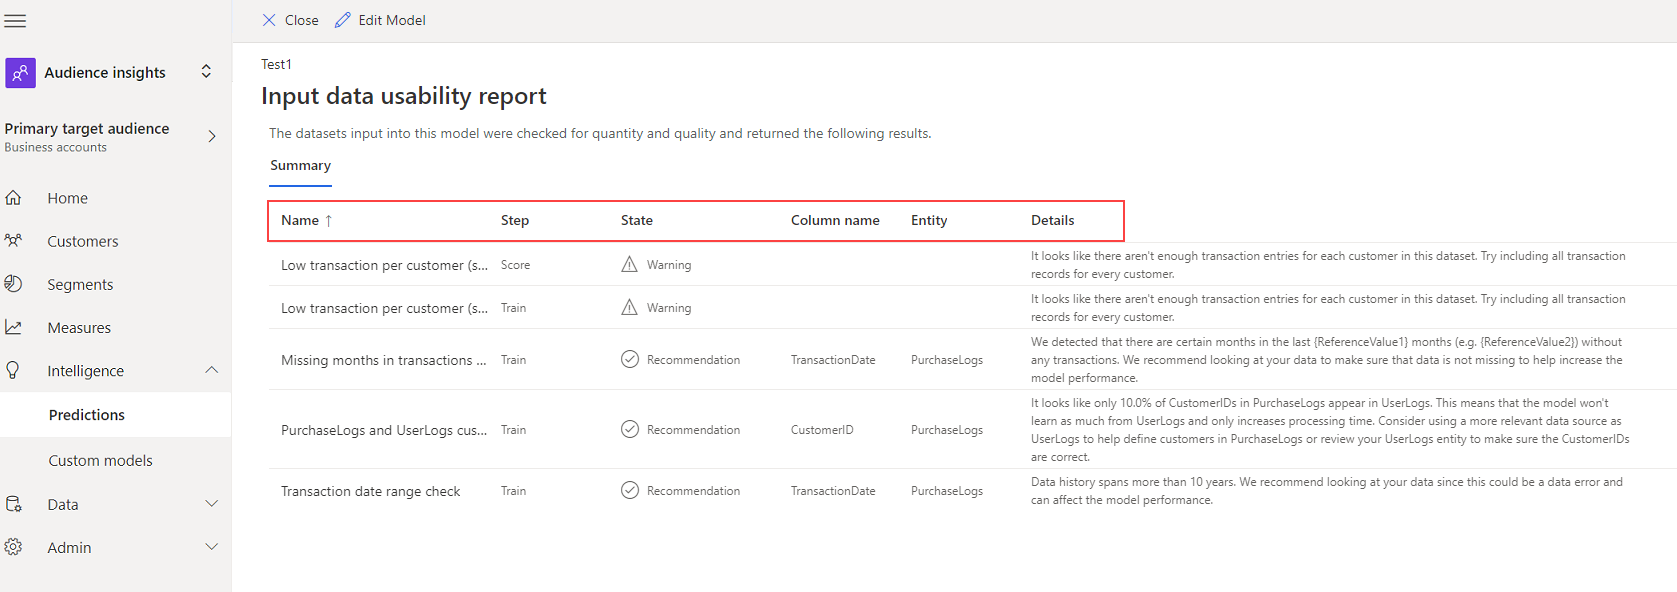 Close
Edit Model
Audience insights
Primary target audience
Business accounts
Home
Customers
Segments
Measures
Intelligence
Predictions
Custom models
Data
Admin
Test1
Input data usability report
The datasets input into this model were checked for quantity and quality and returned the following results.
Summary
Name ↑ Step State Column name Entity Details
Low transaction per customer (s... Score Warning
It looks like there aren't enough transaction entries for each customer in this dataset. Try including all transaction
records for every customer.
Low transaction per customer (s... Train Warning
It looks like there aren't enough transaction entries for each customer in this dataset. Try including all transaction
records for every customer.
Missing months in transactions ... Train Recommendation TransactionDate PurchaseLogs
We detected that there are certain months in the last {ReferenceValue1} months (e.g. {ReferenceValue2}) without
any transactions. We recommend looking at your data to make sure that data is not missing to help increase the
model performance.
PurchaseLogs and UserLogs cus... Train Recommendation CustomerID PurchaseLogs
It looks like only 10.0% of CustomerIDs in PurchaseLogs appear in UserLogs. This means that the model won't
learn as much from UserLogs and only increases processing time. Consider using a more relevant data source as
UserLogs to help define customers in PurchaseLogs or review your UserLogs entity to make sure the CustomerIDs
are correct.
Transaction date range check Train Recommendation TransactionDate PurchaseLogs
Data history spans more than 10 years. We recommend looking at your data since this could be a data error and
can affect the model performance.